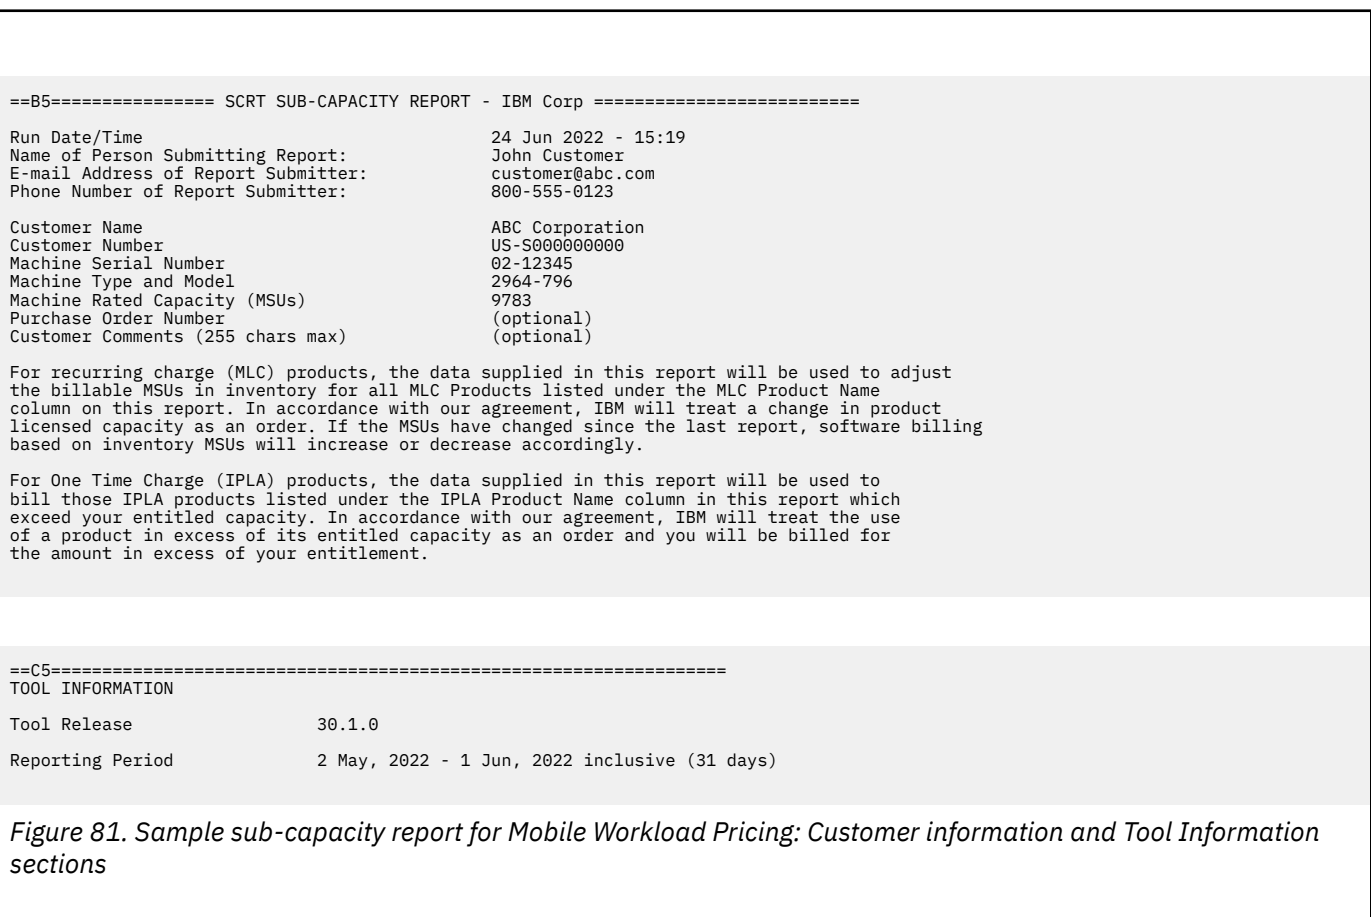 ==B5================ SCRT SUB-CAPACITY REPORT - IBM Corp ==========================
Run Date/Time 24 Jun 2022 - 15:19
Name of Person Submitting Report: John Customer
E-mail Address of Report Submitter: customer@abc.com
Phone Number of Report Submitter: 800-555-0123
Customer Name ABC Corporation
Customer Number US-S000000000
Machine Serial Number 02-12345
Machine Type and Model 2964-796
Machine Rated Capacity (MSUs) 9783
Purchase Order Number (optional)
Customer Comments (255 chars max) (optional)
For recurring charge (MLC) products, the data supplied in this report will be used to adjust
the billable MSUs in inventory for all MLC Products listed under the MLC Product Name
column on this report. In accordance with our agreement, IBM will treat a change in product
licensed capacity as an order. If the MSUs have changed since the last report, software billing
based on inventory MSUs will increase or decrease accordingly.
For One Time Charge (IPLA) products, the data supplied in this report will be used to
bill those IPLA products listed under the IPLA Product Name column in this report which
exceed your entitled capacity. In accordance with our agreement, IBM will treat the use
of a product in excess of its entitled capacity as an order and you will be billed for
the amount in excess of your entitlement.
==C5==================================================================
TOOL INFORMATION
Tool Release 30.1.0
Reporting Period 2 May, 2022 - 1 Jun, 2022 inclusive (31 days)
Figure 81. Sample sub-capacity report for Mobile Workload Pricing: Customer information and Tool Information
sections